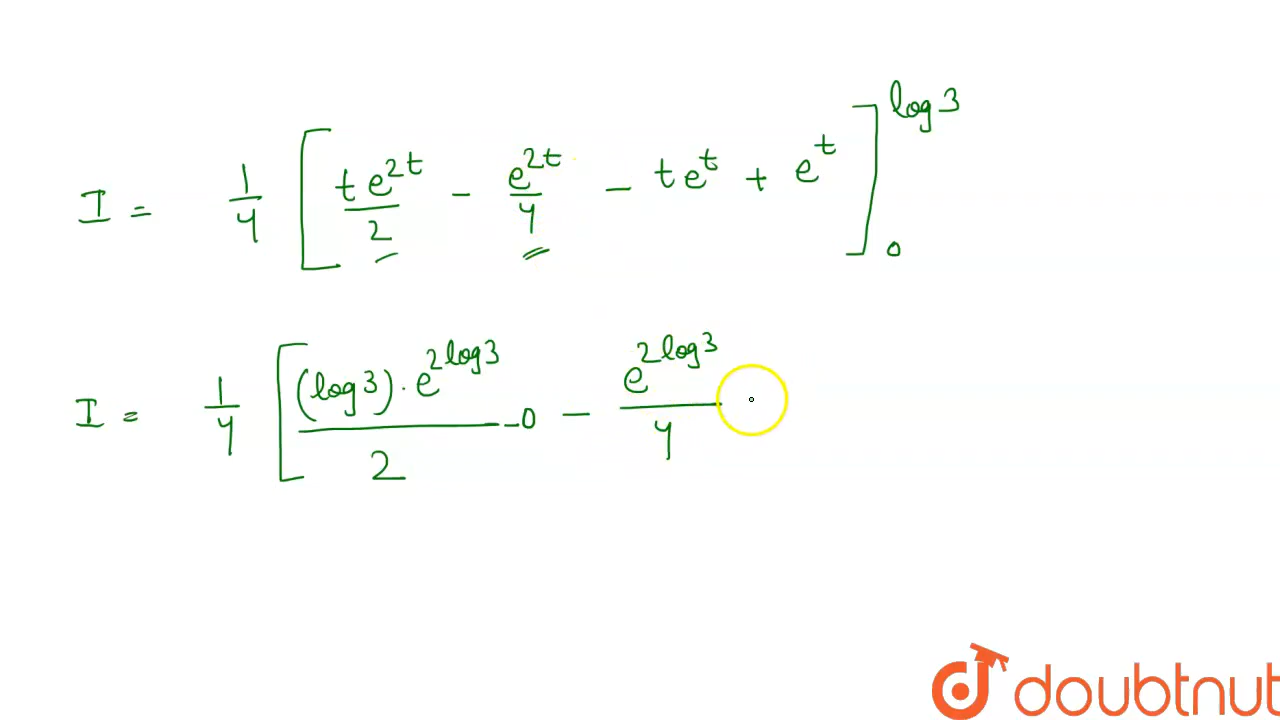 I = 1/4 [ te^{2t}/2 - e^{2t}/4 - te^t + e^t ]_0^{log 3}
I = 1/4 [ (log 3) · e^{2 log 3}/2 - 0 - e^{2 log 3}/4
doubtnut